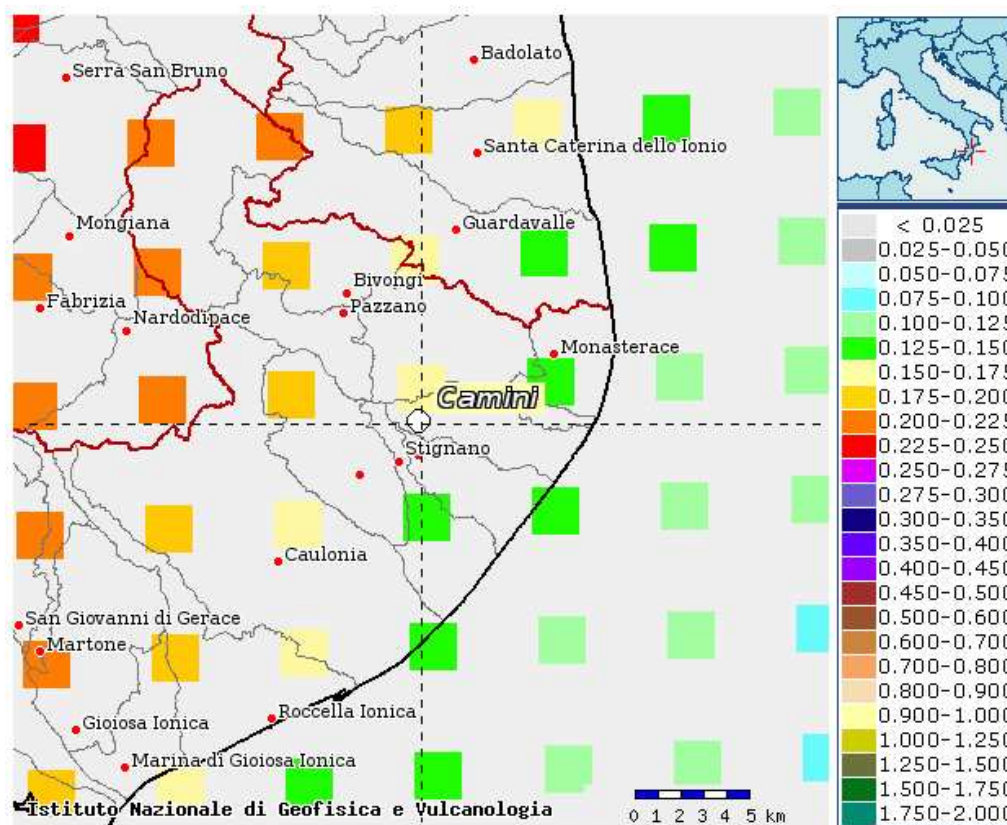 Badolato
Serra San Bruno
Santa Caterina dello Ionio
Mongiana
Guardavalle
Bivongi
Fabrizia
Pazzano
Nardodipace
Monasterace
Camini
Stignano
Caulonia
San Giovanni di Gerace
Martone
Roccella Ionica
Gioiosa Ionica
Marina di Gioiosa Ionica
Istituto Nazionale di Geofisica e Vulcanologia
0 1 2 3 4 5 km
< 0.025
0.025-0.050
0.050-0.075
0.075-0.100
0.100-0.125
0.125-0.150
0.150-0.175
0.175-0.200
0.200-0.225
0.225-0.250
0.250-0.275
0.275-0.300
0.300-0.350
0.350-0.400
0.400-0.450
0.450-0.500
0.500-0.600
0.600-0.700
0.700-0.800
0.800-0.900
0.900-1.000
1.000-1.250
1.250-1.500
1.500-1.750
1.750-2.000